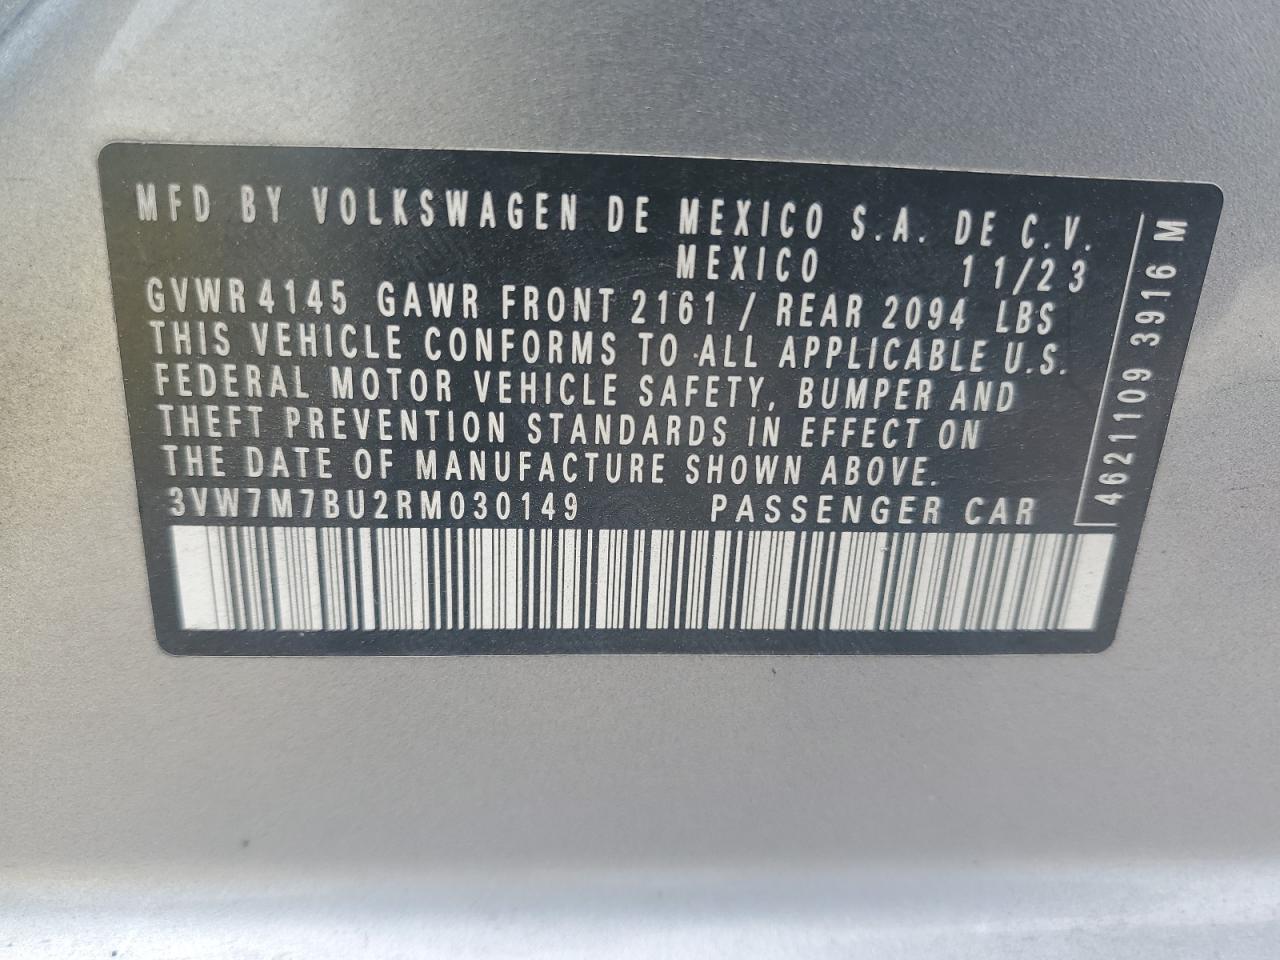 MFD BY VOLKSWAGEN DE MEXICO S.A. DE C.V.
MEXICO 11/23
GVWR 4145 GAWR FRONT 2161 / REAR 2094 LBS
THIS VEHICLE CONFORMS TO ALL APPLICABLE U.S.
FEDERAL MOTOR VEHICLE SAFETY, BUMPER AND
THEFT PREVENTION STANDARDS IN EFFECT ON
THE DATE OF MANUFACTURE SHOWN ABOVE.
3VW7M7BU2RM030149 PASSENGER CAR
4621109 3916 M